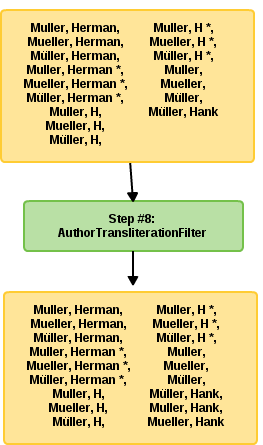 Muller, Herman,
Mueller, Herman,
Müller, Herman,
Muller, Herman *,
Mueller, Herman *,
Müller, Herman *,
Muller, H,
Mueller, H,
Müller, H,
Muller, H *,
Mueller, H *,
Müller, H *,
Muller,
Mueller,
Müller,
Müller, Hank
Step #8:
AuthorTransliterationFilter
Muller, Herman,
Mueller, Herman,
Müller, Herman,
Muller, Herman *,
Mueller, Herman *,
Müller, Herman *,
Muller, H,
Mueller, H,
Müller, H,
Muller, H *,
Mueller, H *,
Müller, H *,
Muller,
Mueller,
Müller,
Müller, Hank,
Muller, Hank,
Mueller, Hank